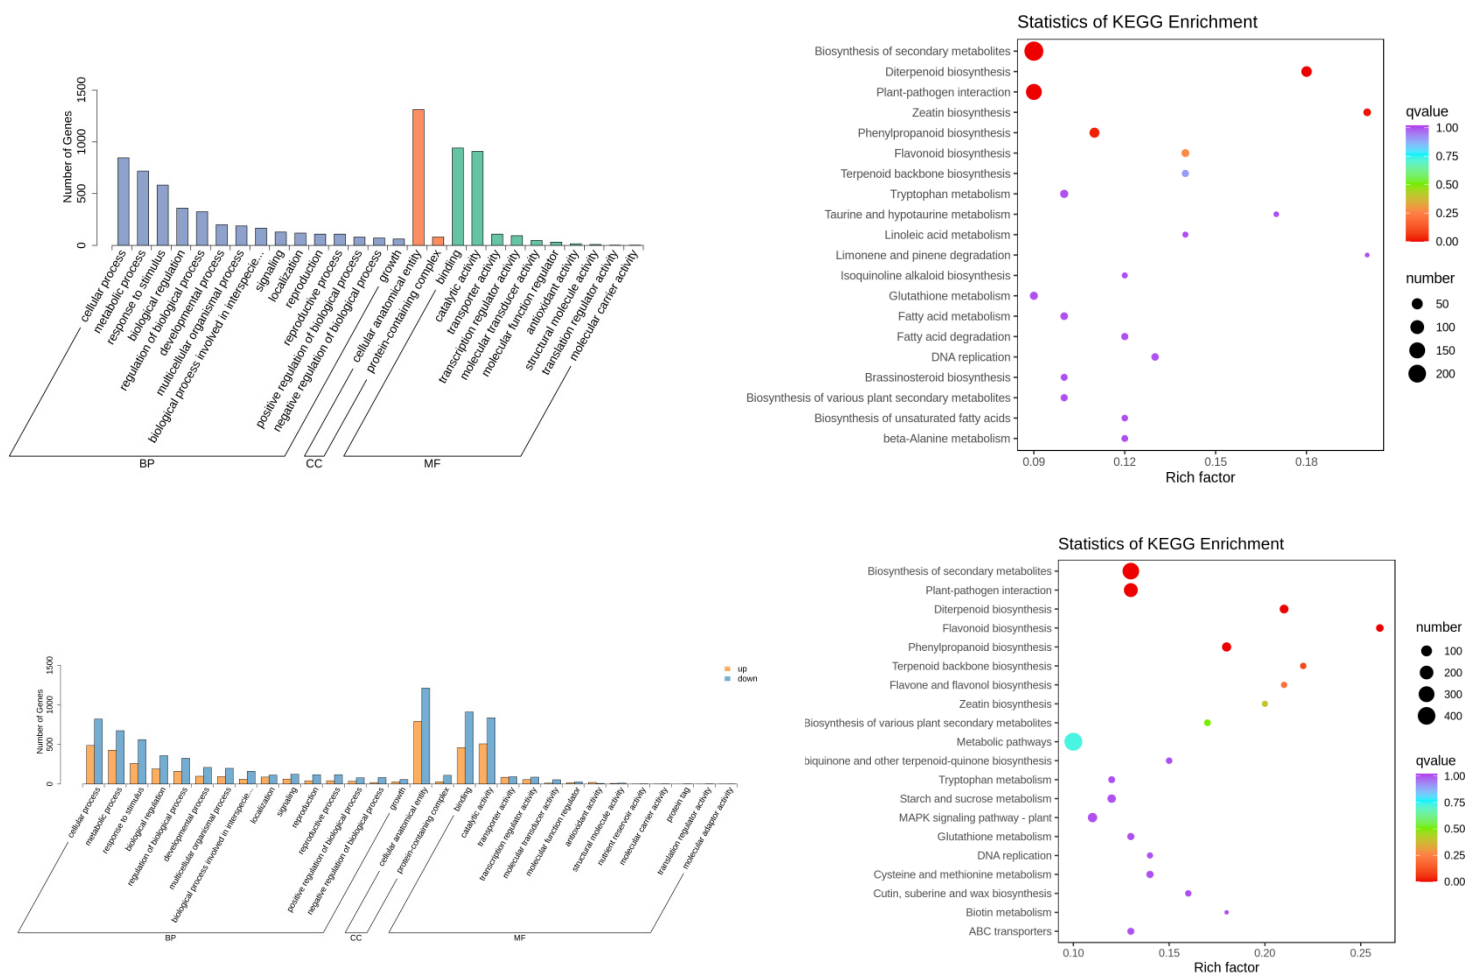 Number of Genes
1500
1000
500
0
cellular process
metabolic process
response to stimulus
biological regulation
regulation of biological process
developmental process
multicellular organismal process
biological process involved in interspecie...
signaling
localization
reproduction
reproductive process
positive regulation of biological process
negative regulation of biological process
growth
cellular anatomical entity
protein-containing complex
binding
catalytic activity
transporter activity
transcription regulator activity
molecular transducer activity
molecular function regulator
antioxidant activity
structural molecule activity
translation regulator activity
molecular carrier activity
BP
CC
MF
Statistics of KEGG Enrichment
Biosynthesis of secondary metabolites
Diterpenoid biosynthesis
Plant-pathogen interaction
Zeatin biosynthesis
Phenylpropanoid biosynthesis
Flavonoid biosynthesis
Terpenoid backbone biosynthesis
Tryptophan metabolism
Taurine and hypotaurine metabolism
Linoleic acid metabolism
Limonene and pinene degradation
Isoquinoline alkaloid biosynthesis
Glutathione metabolism
Fatty acid metabolism
Fatty acid degradation
DNA replication
Brassinosteroid biosynthesis
Biosynthesis of various plant secondary metabolites
Biosynthesis of unsaturated fatty acids
beta-Alanine metabolism
0.09
0.12
0.15
0.18
Rich factor
qvalue
1.00
0.75
0.50
0.25
0.00
number
50
100
150
200
Number of Genes
1500
1000
500
0
up
down
cellular process
metabolic process
response to stimulus
biological regulation
regulation of biological process
developmental process
multicellular organismal process
biological process involved in interspecie...
localization
signaling
reproduction
reproductive process
positive regulation of biological process
negative regulation of biological process
growth
cellular anatomical entity
protein-containing complex
binding
catalytic activity
transporter activity
transcription regulator activity
molecular transducer activity
molecular function regulator
antioxidant activity
structural molecule activity
nutrient reservoir activity
molecular carrier activity
protein tag
translation regulator activity
molecular adaptor activity
BP
CC
MF
Statistics of KEGG Enrichment
Biosynthesis of secondary metabolites
Plant-pathogen interaction
Diterpenoid biosynthesis
Flavonoid biosynthesis
Phenylpropanoid biosynthesis
Terpenoid backbone biosynthesis
Flavone and flavonol biosynthesis
Zeatin biosynthesis
Biosynthesis of various plant secondary metabolites
Metabolic pathways
biquinone and other terpenoid-quinone biosynthesis
Tryptophan metabolism
Starch and sucrose metabolism
MAPK signaling pathway - plant
Glutathione metabolism
DNA replication
Cysteine and methionine metabolism
Cutin, suberine and wax biosynthesis
Biotin metabolism
ABC transporters
0.10
0.15
0.20
0.25
Rich factor
number
100
200
300
400
qvalue
1.00
0.75
0.50
0.25
0.00